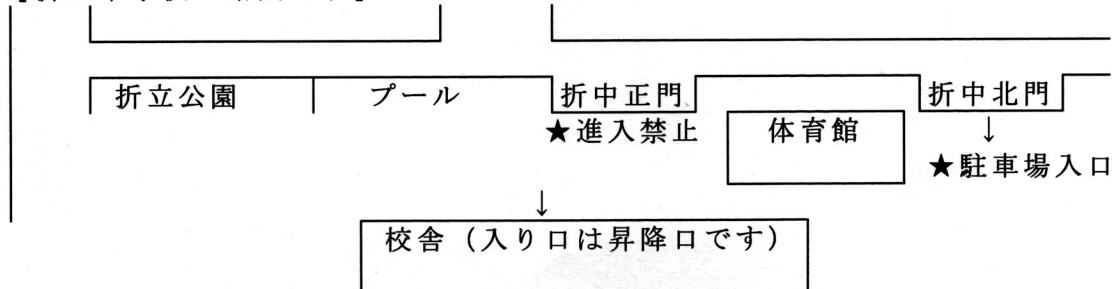 折立公園 プール 折中正門 折中北門
★進入禁止 体育館 ↓
★駐車場入口
↓
校舎（入り口は昇降口です）